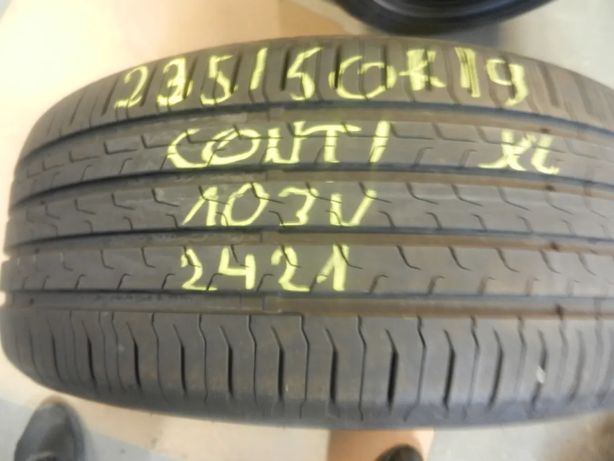 235/50R19
CONTI XL
103V
2421